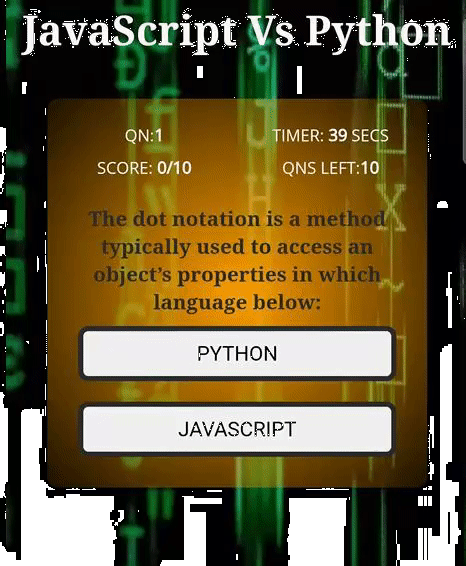 JavaScript Vs Python
QN:1
TIMER: 39 SECS
SCORE: 0/10
QNS LEFT:10
The dot notation is a method
typically used to access an
object’s properties in which
language below:
PYTHON
JAVASCRIPT